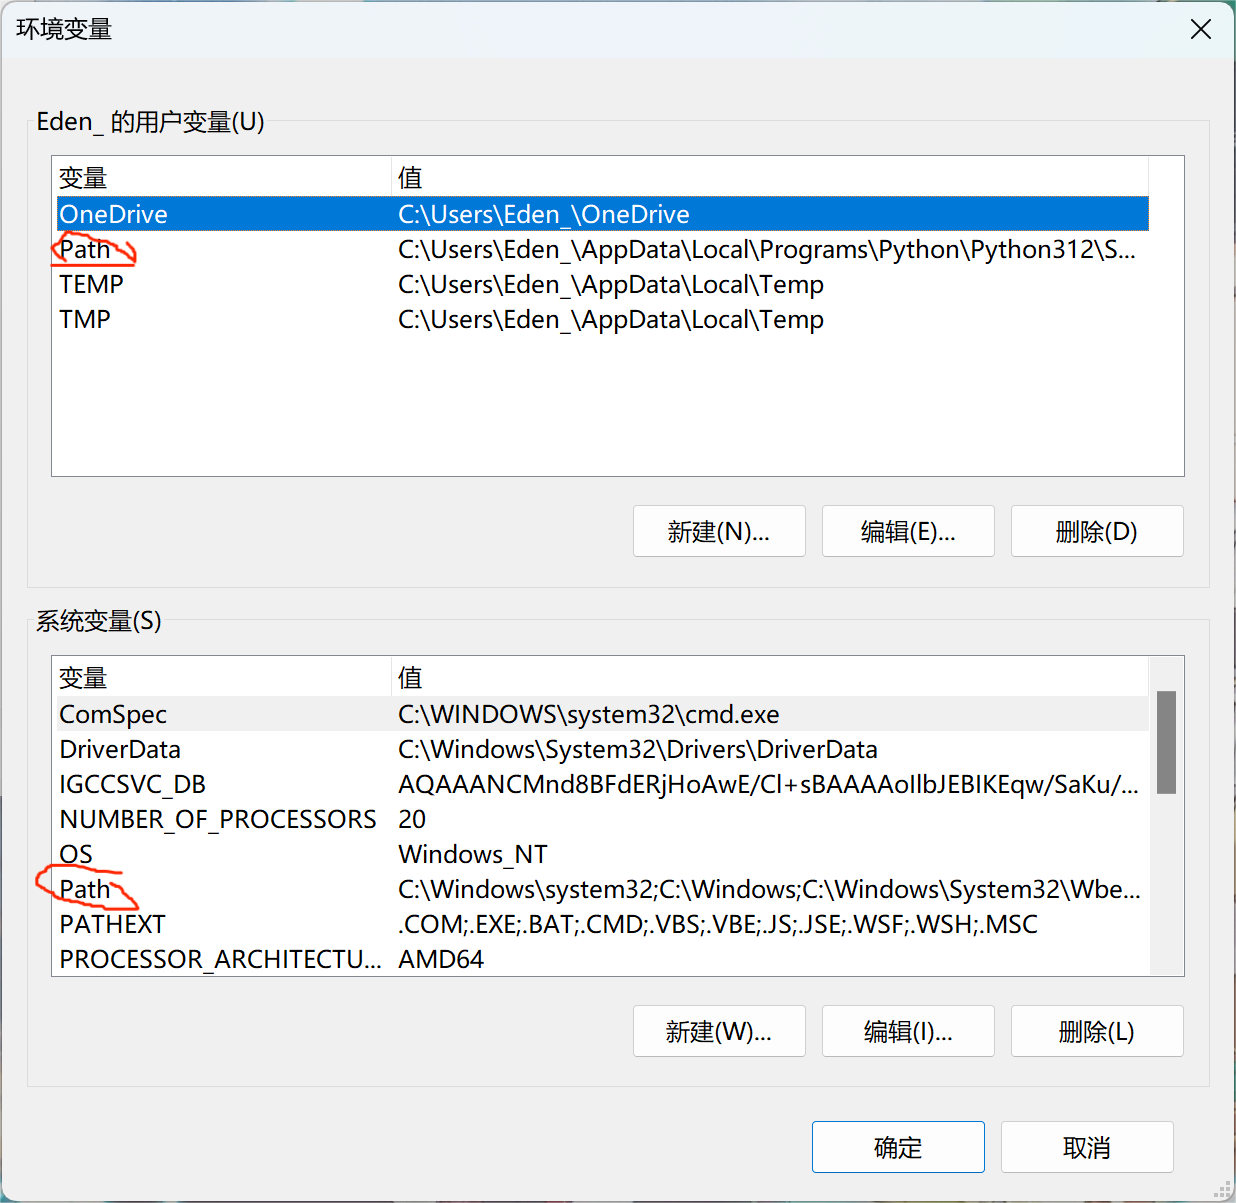 环境变量
Eden_ 的用户变量(U)
变量 值
OneDrive C:\Users\Eden_\OneDrive
Path C:\Users\Eden_\AppData\Local\Programs\Python\Python312\S...
TEMP C:\Users\Eden_\AppData\Local\Temp
TMP C:\Users\Eden_\AppData\Local\Temp
新建(N)... 编辑(E)... 删除(D)
系统变量(S)
变量 值
ComSpec C:\WINDOWS\system32\cmd.exe
DriverData C:\Windows\System32\Drivers\DriverData
IGCCSVC_DB AQAAANCMnd8BFdERjHoAwE/Cl+sBAAAAoIlbJEBIKEqw/SaKu/...
NUMBER_OF_PROCESSORS 20
OS Windows_NT
Path C:\Windows\system32;C:\Windows;C:\Windows\System32\Wbe...
PATHEXT .COM;.EXE;.BAT;.CMD;.VBS;.VBE;.JS;.JSE;.WSF;.WSH;.MSC
PROCESSOR_ARCHITECTU... AMD64
新建(W)... 编辑(I)... 删除(L)
确定 取消